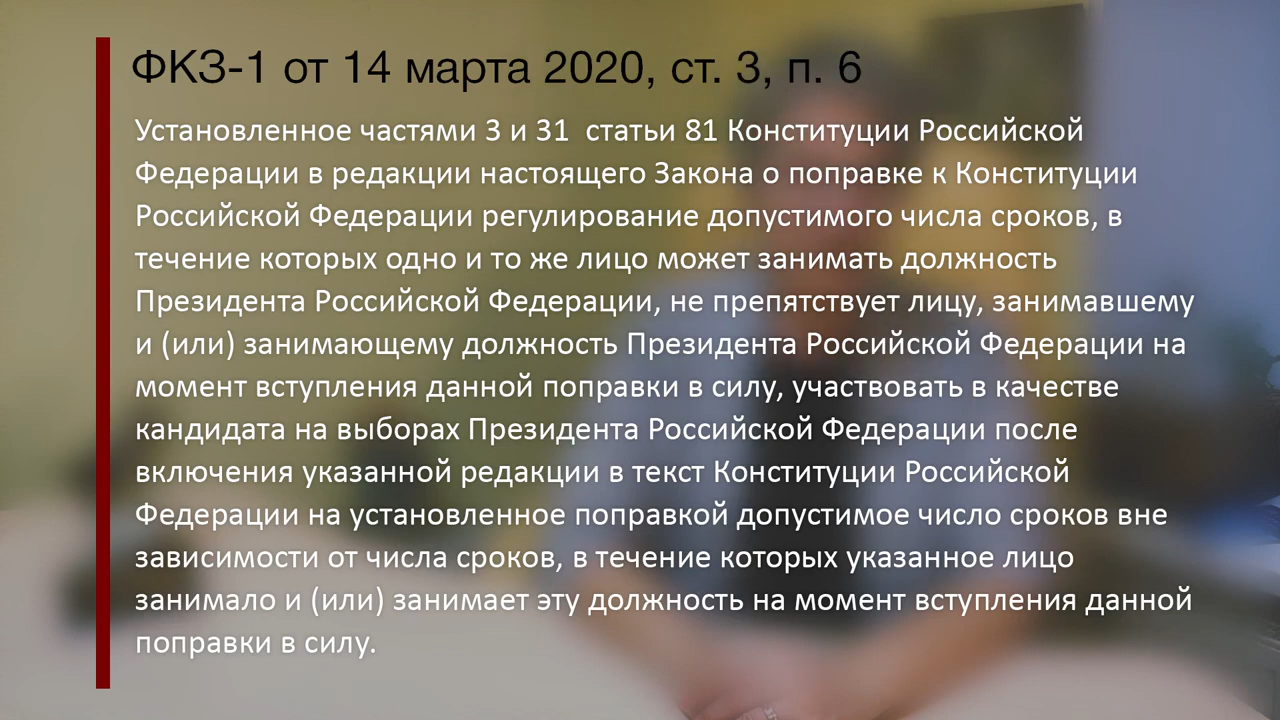 ФКЗ-1 от 14 марта 2020, ст. 3, п. 6
Установленное частями 3 и 31 статьи 81 Конституции Российской
Федерации в редакции настоящего Закона о поправке к Конституции
Российской Федерации регулирование допустимого числа сроков, в
течение которых одно и то же лицо может занимать должность
Президента Российской Федерации, не препятствует лицу, занимавшему
и (или) занимающему должность Президента Российской Федерации на
момент вступления данной поправки в силу, участвовать в качестве
кандидата на выборах Президента Российской Федерации после
включения указанной редакции в текст Конституции Российской
Федерации на установленное поправкой допустимое число сроков вне
зависимости от числа сроков, в течение которых указанное лицо
занимало и (или) занимает эту должность на момент вступления данной
поправки в силу.